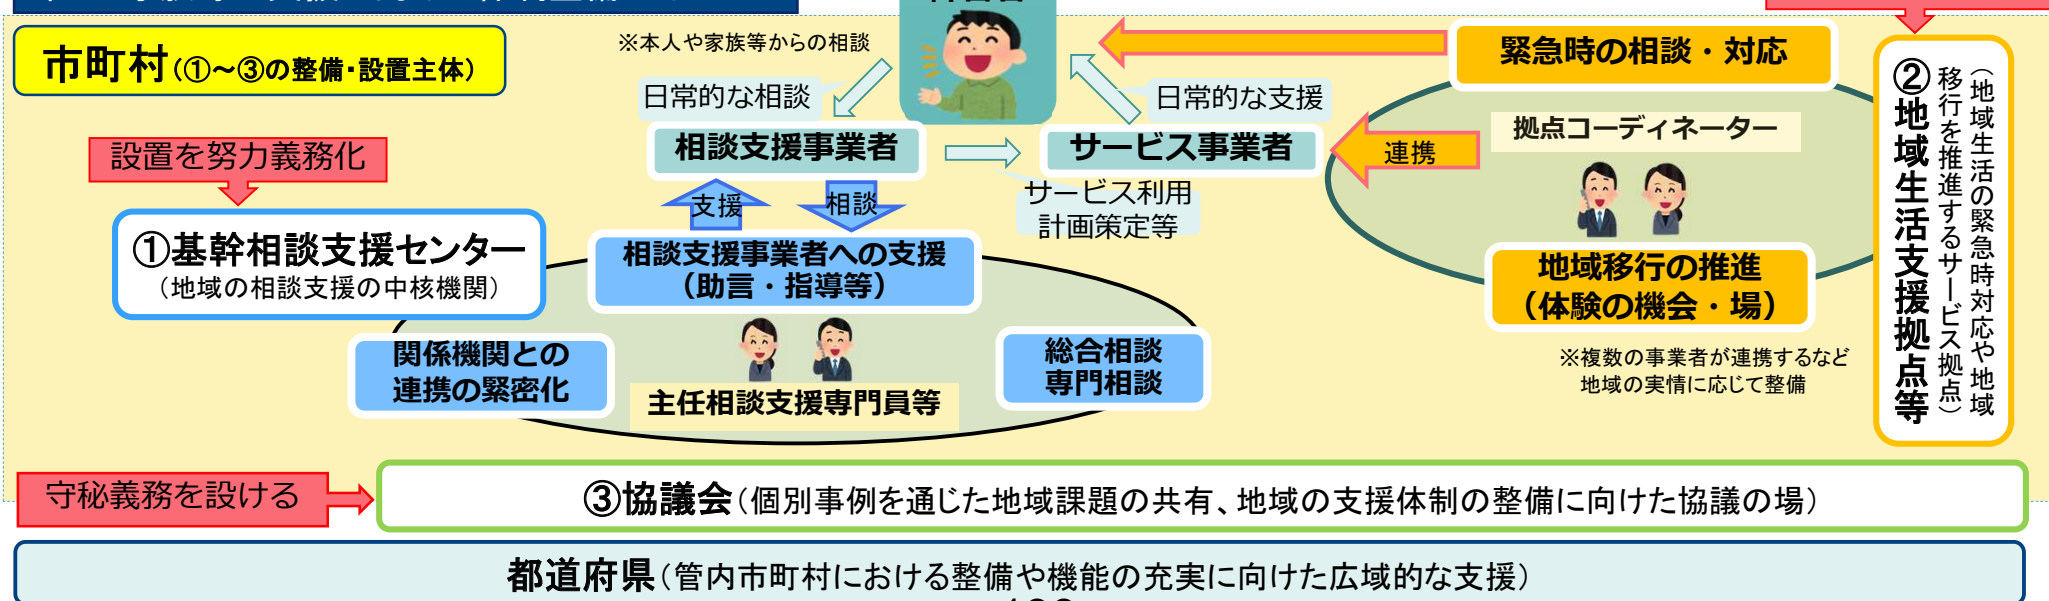 市町村(①～③の整備・設置主体)
※本人や家族等からの相談
日常的な相談
日常的な支援
緊急時の相談・対応
相談支援事業者
サービス事業者
連携
拠点コーディネーター
サービス利用
計画策定等
支援
相談
設置を努力義務化
①基幹相談支援センター
(地域の相談支援の中核機関)
相談支援事業者への支援
(助言・指導等)
関係機関との
連携の緊密化
主任相談支援専門員等
総合相談
専門相談
地域移行の推進
(体験の機会・場)
※複数の事業者が連携するなど
地域の実情に応じて整備
②地域生活支援拠点等
(地域生活の緊急時対応や地域
移行を推進するサービス拠点)
守秘義務を設ける
③協議会(個別事例を通じた地域課題の共有、地域の支援体制の整備に向けた協議の場)
都道府県(管内市町村における整備や機能の充実に向けた広域的な支援)